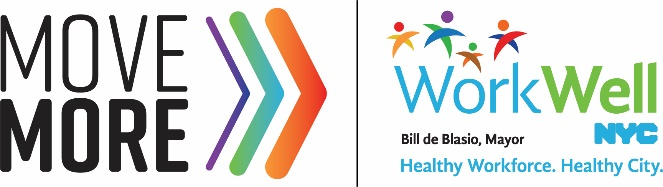 MOVE
MORE
WorkWell
NYC
Bill de Blasio, Mayor
Healthy Workforce. Healthy City.